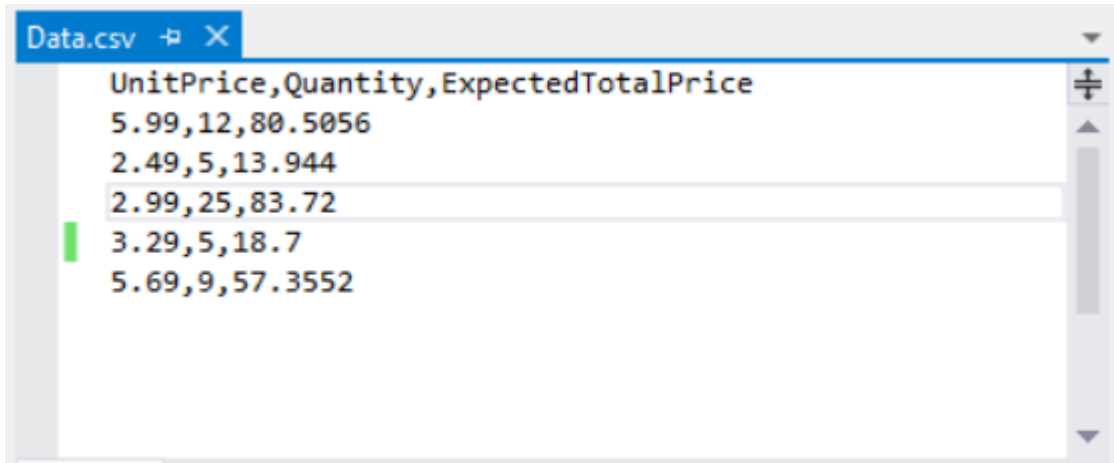 Data.csv
UnitPrice,Quantity,ExpectedTotalPrice
5.99,12,80.5056
2.49,5,13.944
2.99,25,83.72
3.29,5,18.7
5.69,9,57.3552